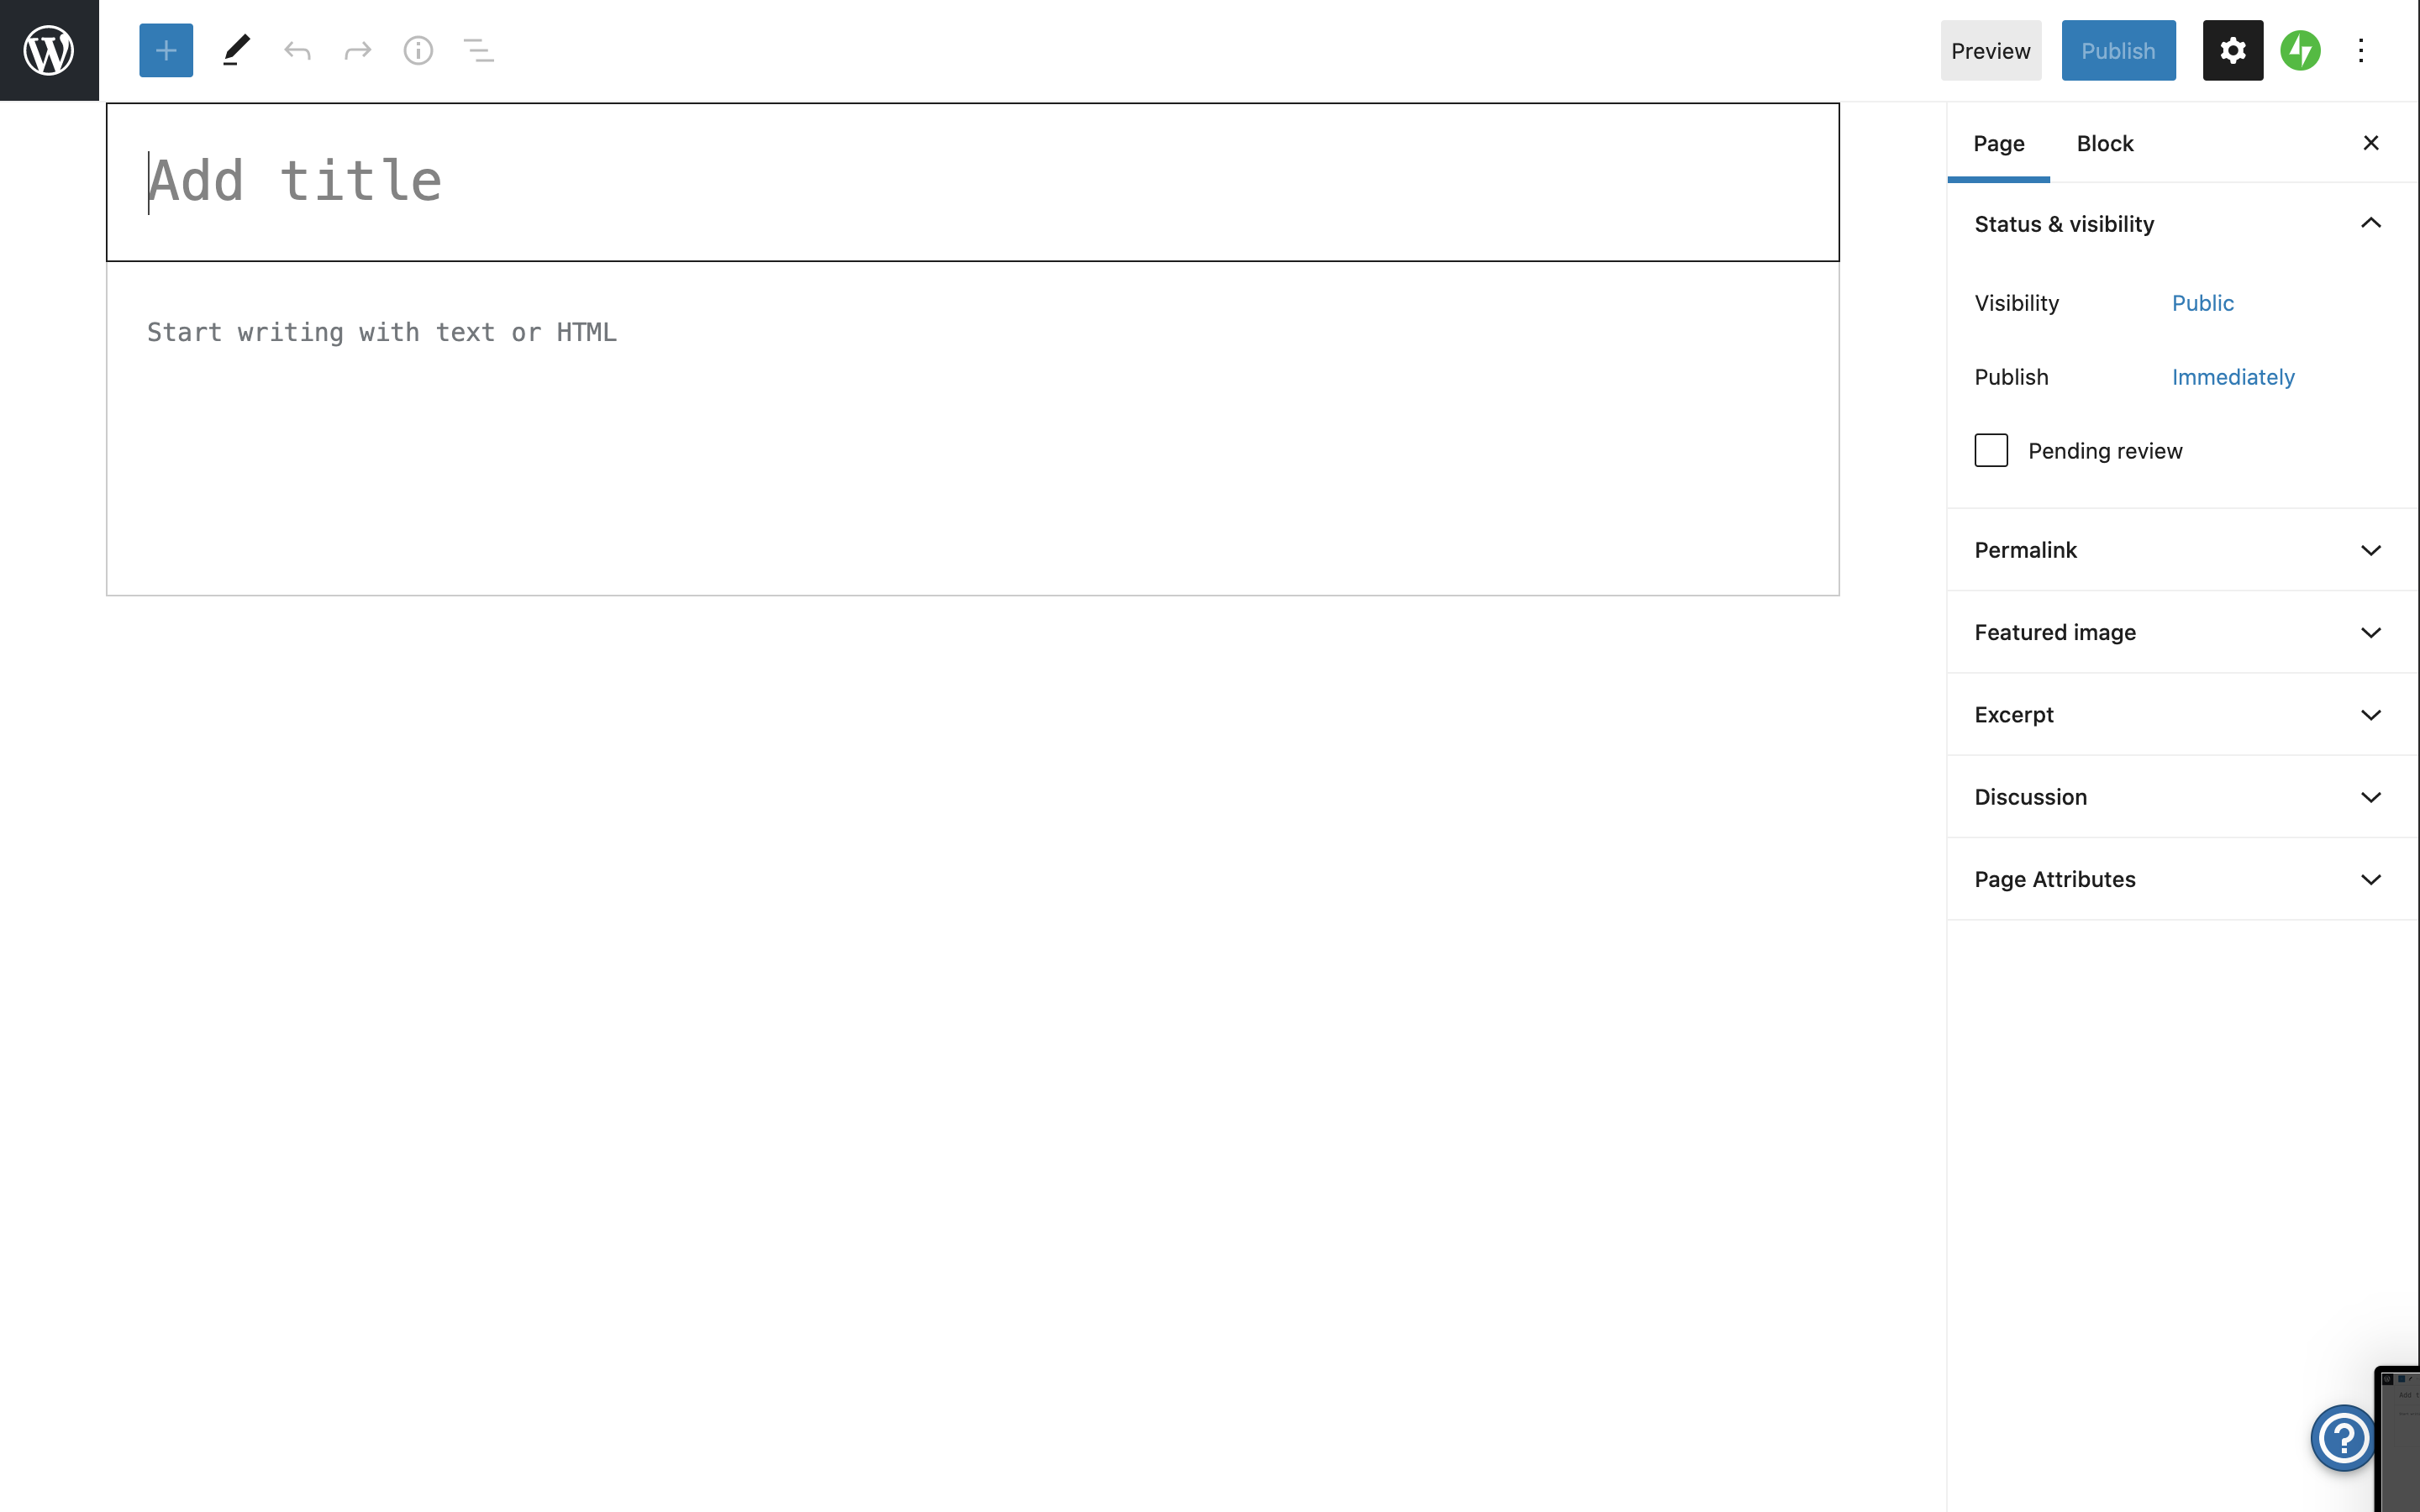 Preview
Publish
Add title
Start writing with text or HTML
Page Block
Status & visibility
Visibility Public
Publish Immediately
Pending review
Permalink
Featured image
Excerpt
Discussion
Page Attributes